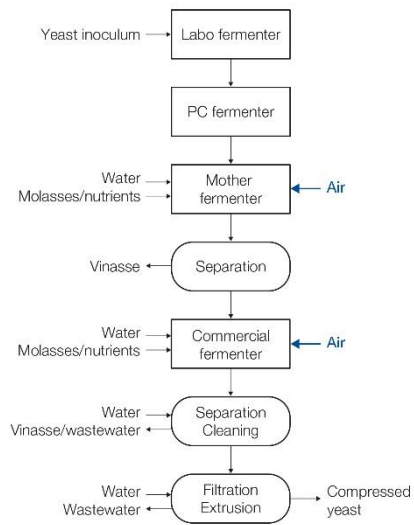 Yeast inoculum
Labo fermenter
PC fermenter
Water
Molasses/nutrients
Mother
fermenter
Air
Vinasse
Separation
Water
Molasses/nutrients
Commercial
fermenter
Air
Water
Vinasse/wastewater
Separation
Cleaning
Water
Wastewater
Filtration
Extrusion
Compressed
yeast